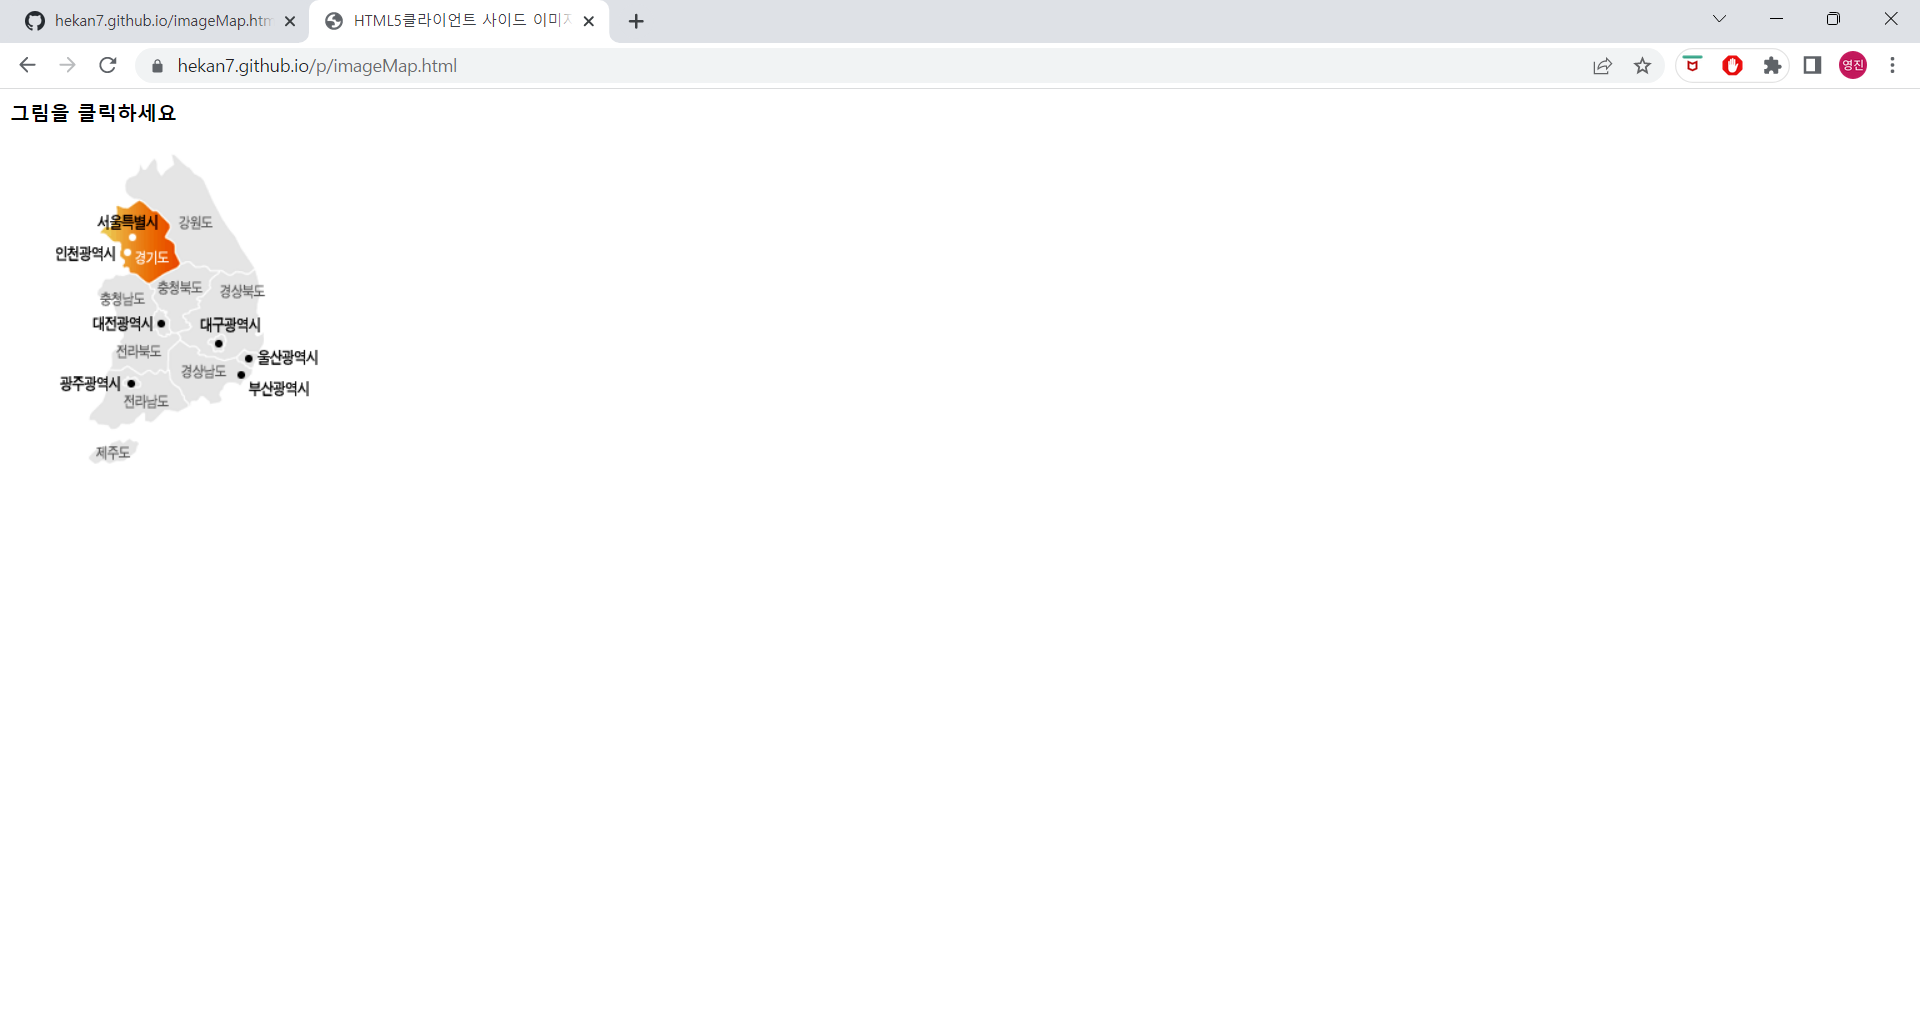 hekan7.github.io/imageMap.htm
HTML5클라이언트 사이드 이미지
hekan7.github.io/p/imageMap.html
영진
그림을 클릭하세요
서울특별시
강원도
인천광역시
경기도
충청북도
경상북도
충청남도
대전광역시
대구광역시
전라북도
울산광역시
경상남도
광주광역시
부산광역시
전라남도
제주도